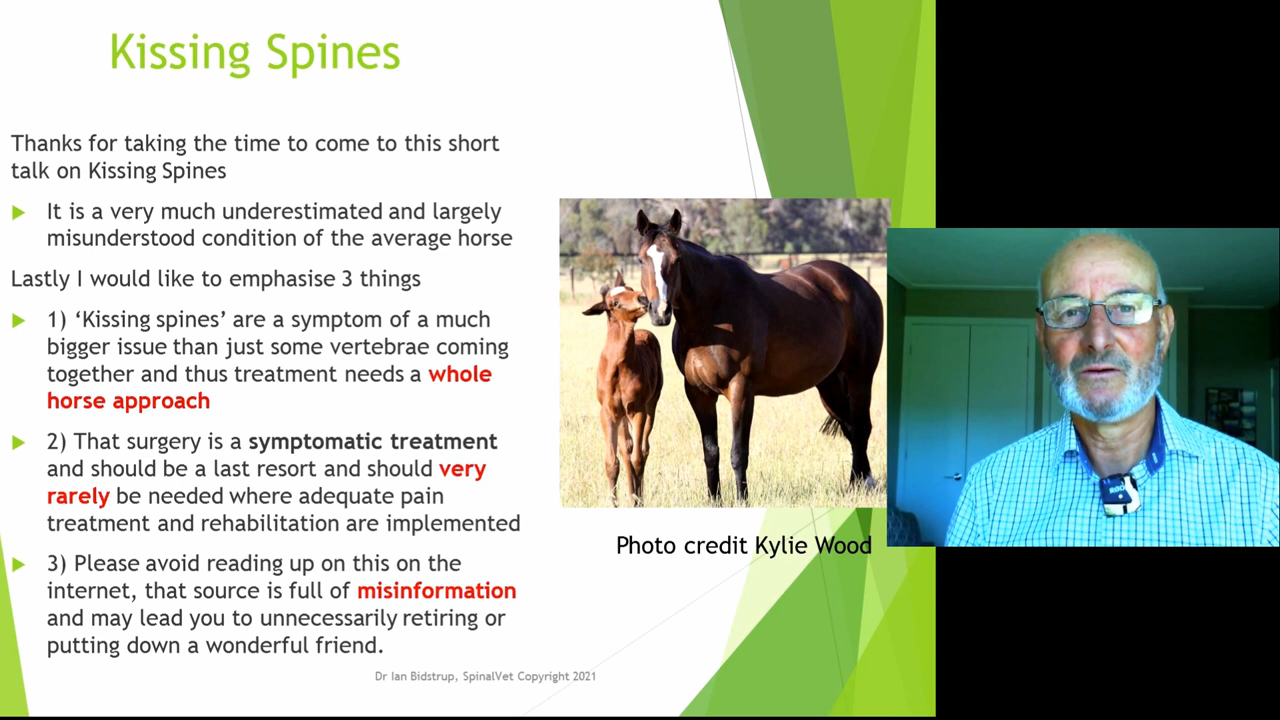 Kissing Spines
Thanks for taking the time to come to this short
talk on Kissing Spines
It is a very much underestimated and largely
misunderstood condition of the average horse
Lastly I would like to emphasise 3 things
1) ‘Kissing spines’ are a symptom of a much
bigger issue than just some vertebrae coming
together and thus treatment needs a whole
horse approach
2) That surgery is a symptomatic treatment
and should be a last resort and should very
rarely be needed where adequate pain
treatment and rehabilitation are implemented
3) Please avoid reading up on this on the
internet, that source is full of misinformation
and may lead you to unnecessarily retiring or
putting down a wonderful friend.
Photo credit Kylie Wood
Dr Ian Bidstrup, SpinalVet Copyright 2021